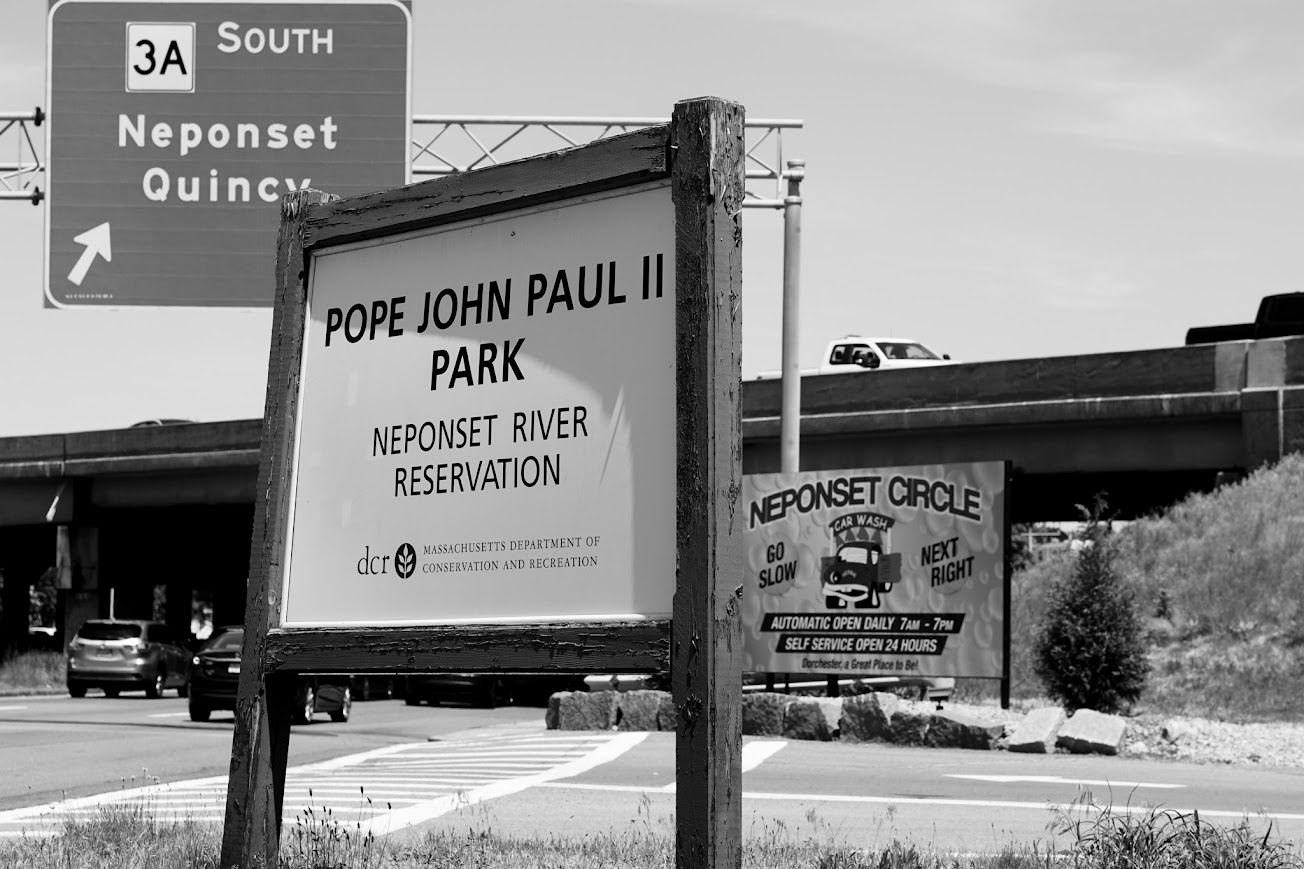 3A SOUTH
Neponset
Quincy
POPE JOHN PAUL II
PARK
NEPONSET RIVER
RESERVATION
dcr MASSACHUSETTS DEPARTMENT OF
CONSERVATION AND RECREATION
NEPONSET CIRCLE
CAR WASH
GO
SLOW
NEXT
RIGHT
AUTOMATIC OPEN DAILY 7AM - 7PM
SELF SERVICE OPEN 24 HOURS
Dorchester, a Great Place to Be!